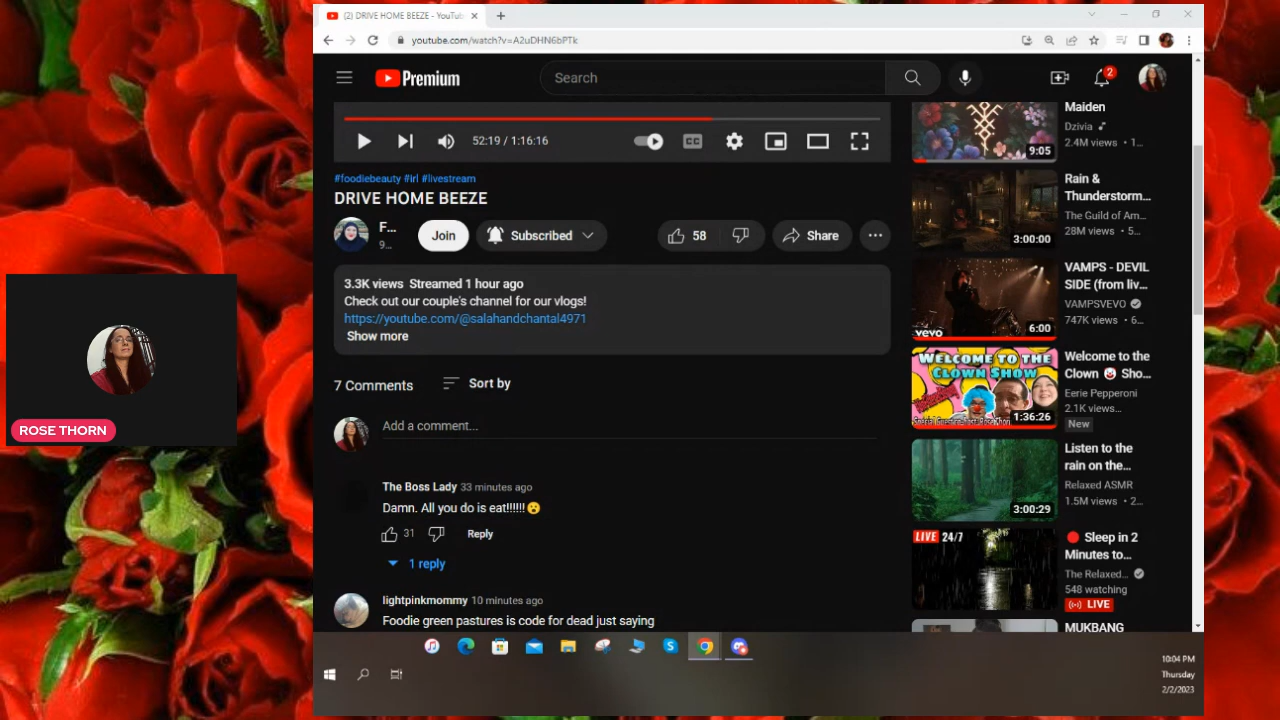 (2) DRIVE HOME BEEZE - YouTub
youtube.com/watch?v=A2uDHN6bPTk
Premium
Search
2
52:19 / 1:16:16
CC
#foodiebeauty #irl #livestream
DRIVE HOME BEEZE
F...
9...
Join
Subscribed
58
Share
3.3K views Streamed 1 hour ago
Check out our couple's channel for our vlogs!
https://youtube.com/@salahandchantal4971
Show more
7 Comments
Sort by
Add a comment...
The Boss Lady 33 minutes ago
Damn. All you do is eat!!!!!!😮
31
Reply
1 reply
lightpinkmommy 10 minutes ago
Foodie green pastures is code for dead just saying
Maiden
Dzivia
2.4M views • 1...
9:05
Rain &
Thunderstorm...
The Guild of Am...
28M views • 5...
3:00:00
VAMPS - DEVIL
SIDE (from liv...
VAMPSVEVO
747K views • 6...
vevo
6:00
WELCOME TO THE
CLOWN SHOW
1:36:26
Welcome to the
Clown 🤡 Sho...
Eerie Pepperoni
2.1K views...
New
Listen to the
rain on the...
Relaxed ASMR
1.5M views • 2...
3:00:29
LIVE 24/7
🔴 Sleep in 2
Minutes to...
The Relaxed...
548 watching
LIVE
MUKBANG
ROSE THORN
10:04 PM
Thursday
2/2/2023